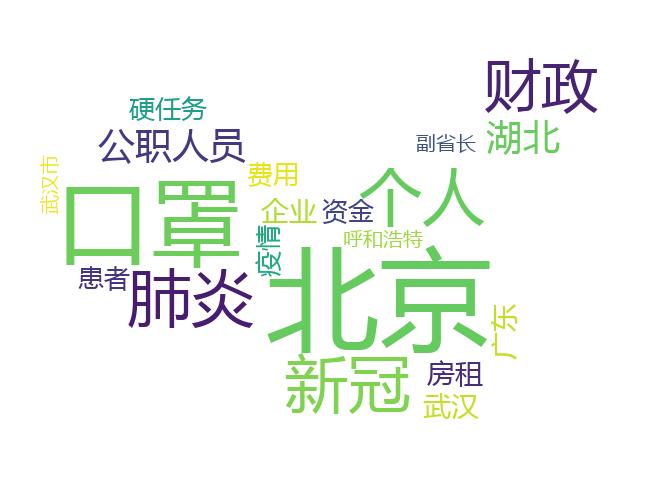 财政
硬任务
公职人员
副省长
湖北
武汉市
费用
口罩
个人
企业
资金
疫情
呼和浩特
患者
肺炎
北京
广东
新冠
房租
武汉